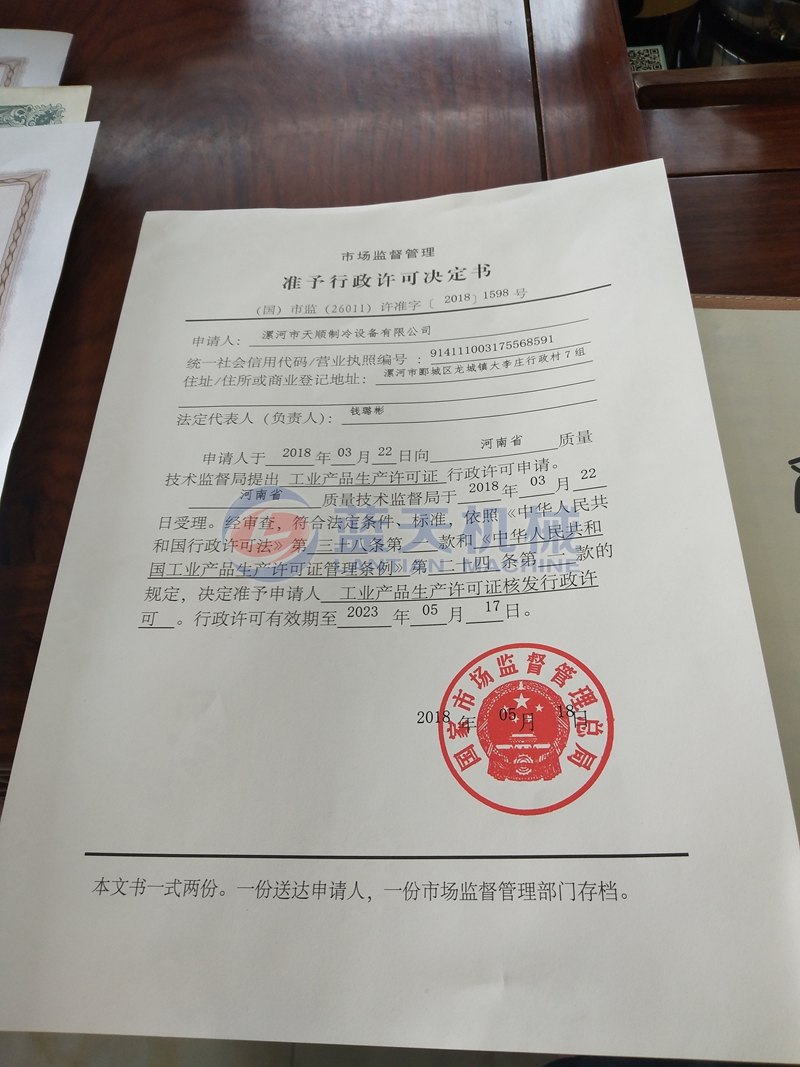 市场监督管理
准予行政许可决定书
（国）市监（26011）许准字〔 2018 〕1598 号
申请人： 漯河市天顺制冷设备有限公司
统一社会信用代码/营业执照编号 ： 914111003175568591
住址/住所或商业登记地址： 漯河市郾城区龙城镇大李庄行政村7组
法定代表人（负责人）： 钱璐彬
申请人于 2018 年 03 月 22 日向 河南省 质量
技术监督局提出 工业产品生产许可证 行政许可申请。
河南省 质量技术监督局于 2018 年 03 月 22
日受理。经审查，符合法定条件、标准，依照《中华人民共
和国行政许可法》第 三十八条第 款和《中华人民共和
国工业产品生产许可证管理条例》第 二十四 条第 款的
规定，决定准予申请人 工业产品生产许可证核发行政许
可 。行政许可有效期至 2023 年 05 月 17 日。
蓝天机械
LANTIAN MACHINE
国家市场监督管理总局
2018 年 05 月 18 日
本文书一式两份。一份送达申请人，一份市场监督管理部门存档。